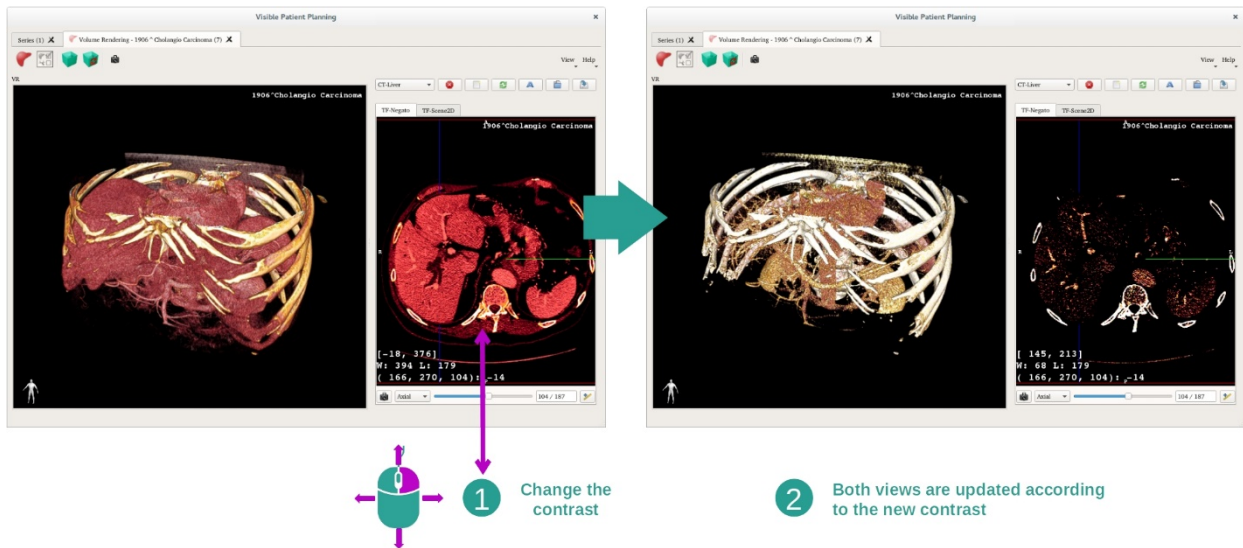 Visible Patient Planning
Series (1)
Volume Rendering - 1906^Cholangio Carcinoma (7)
View Help
VR
1906^Cholangio Carcinoma
CT-Liver
TF-Negato TF-Scene2D
1906^Cholangio Carcinoma
[-18, 376]
W: 394 L: 179
( 166, 270, 104): -14
Axial
104 / 187
Visible Patient Planning
Series (1)
Volume Rendering - 1906^Cholangio Carcinoma (7)
View Help
VR
1906^Cholangio Carcinoma
CT-Liver
TF-Negato TF-Scene2D
1906^Cholangio Carcinoma
[ 145, 213]
W: 68 L: 179
( 166, 270, 104): -14
Axial
104 / 187
1
Change the
contrast
2
Both views are updated according
to the new contrast